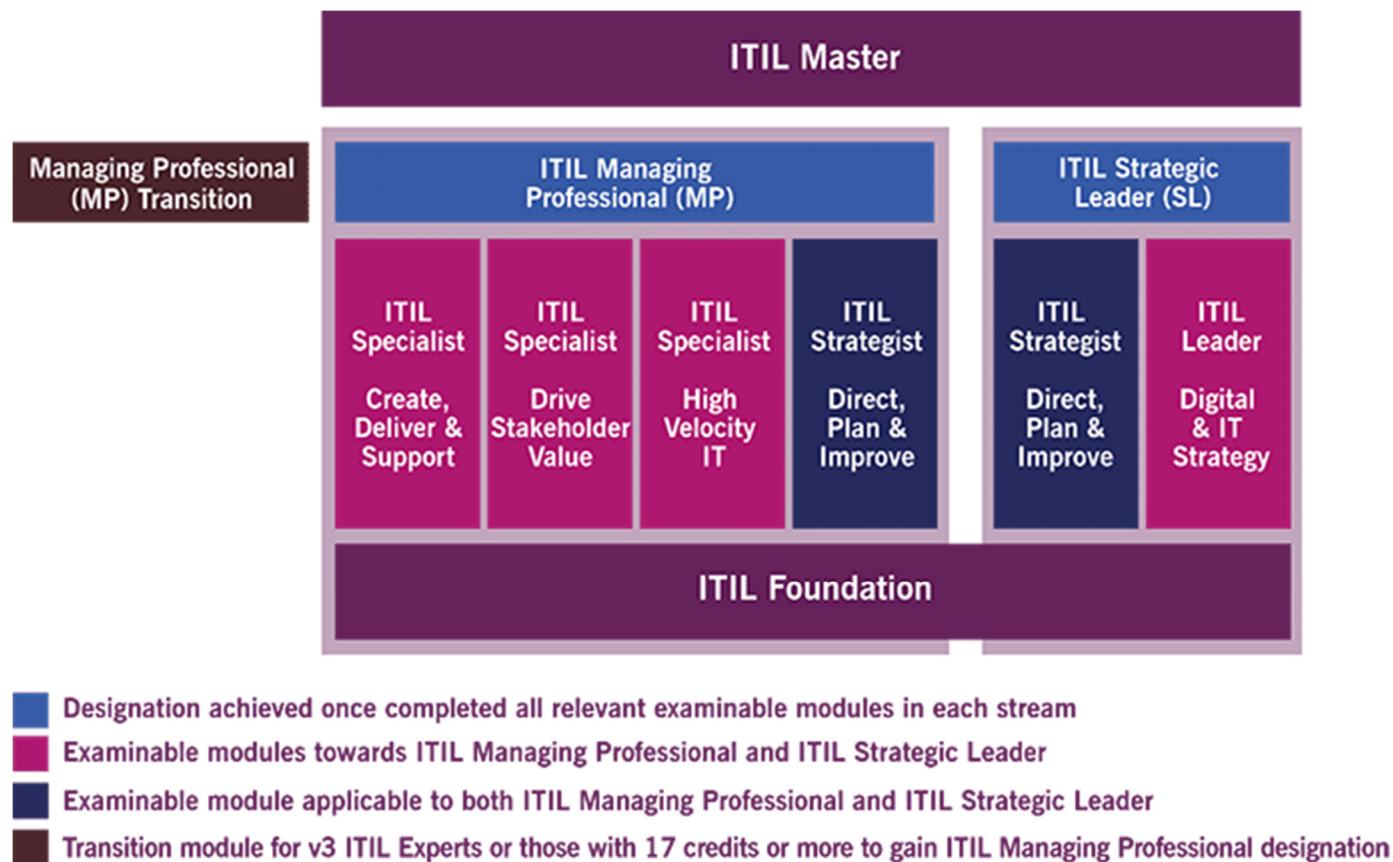 ITIL Master
Managing Professional
(MP) Transition
ITIL Managing
Professional (MP)
ITIL Strategic
Leader (SL)
ITIL
Specialist
Create,
Deliver &
Support
ITIL
Specialist
Drive
Stakeholder
Value
ITIL
Specialist
High
Velocity
IT
ITIL
Strategist
Direct,
Plan &
Improve
ITIL
Strategist
Direct,
Plan &
Improve
ITIL
Leader
Digital
& IT
Strategy
ITIL Foundation
Designation achieved once completed all relevant examinable modules in each stream
Examinable modules towards ITIL Managing Professional and ITIL Strategic Leader
Examinable module applicable to both ITIL Managing Professional and ITIL Strategic Leader
Transition module for v3 ITIL Experts or those with 17 credits or more to gain ITIL Managing Professional designation